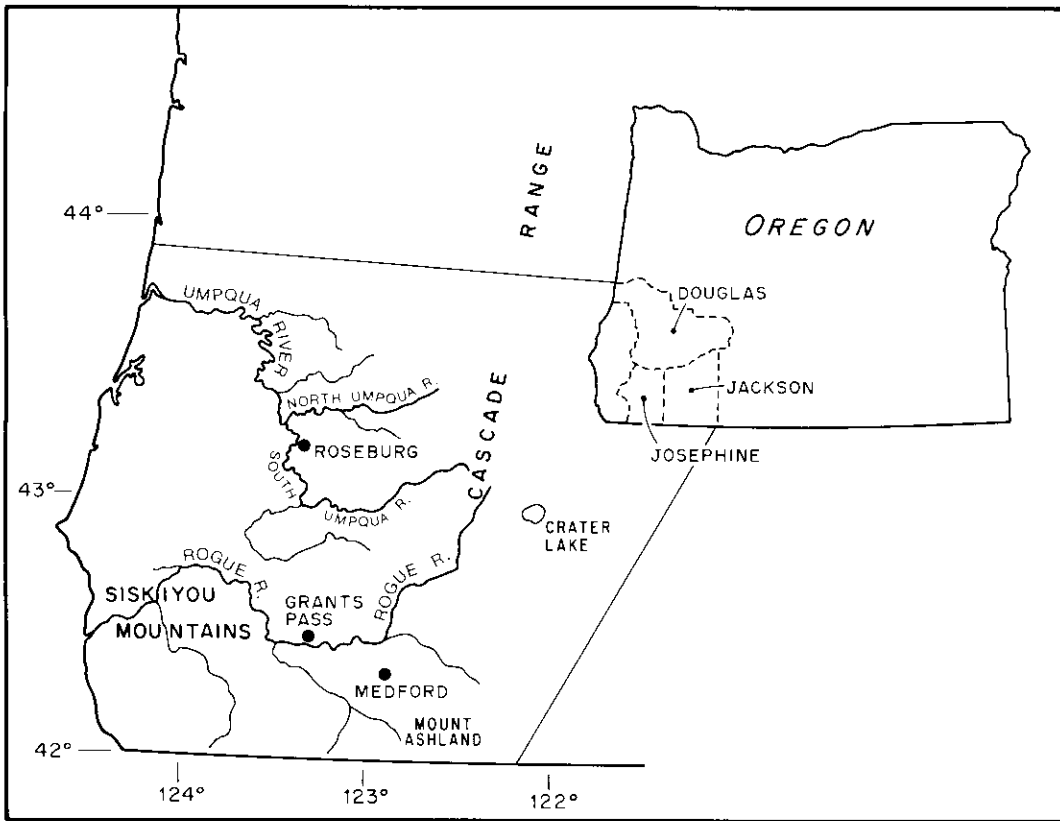 44°
RANGE
OREGON
UMPQUA
RIVER
DOUGLAS
NORTH UMPQUA R.
CASCADE
JACKSON
ROSEBURG
JOSEPHINE
SOUTH
UMPQUA R.
43°
CRATER
LAKE
ROGUE R.
ROGUE R.
SISKIIYOU
MOUNTAINS
GRANTS
PASS
MEDFORD
MOUNT
ASHLAND
42°
124°
123°
122°